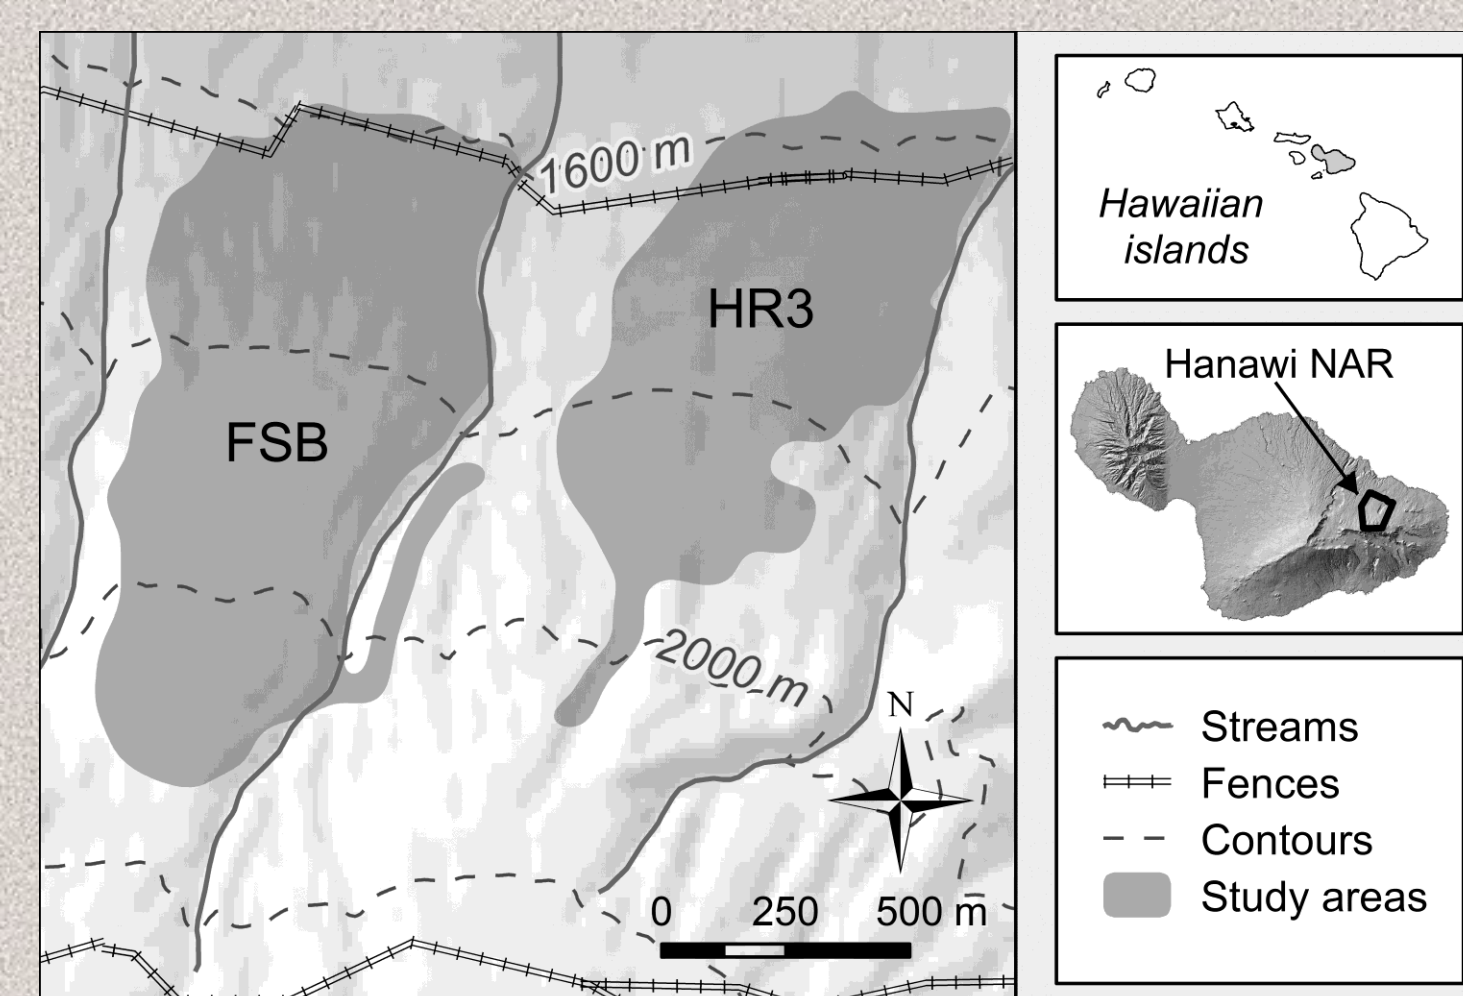 1600 m
HR3
FSB
2000 m
N
0 250 500 m
Hawaiian
islands
Hanawi NAR
Streams
Fences
Contours
Study areas